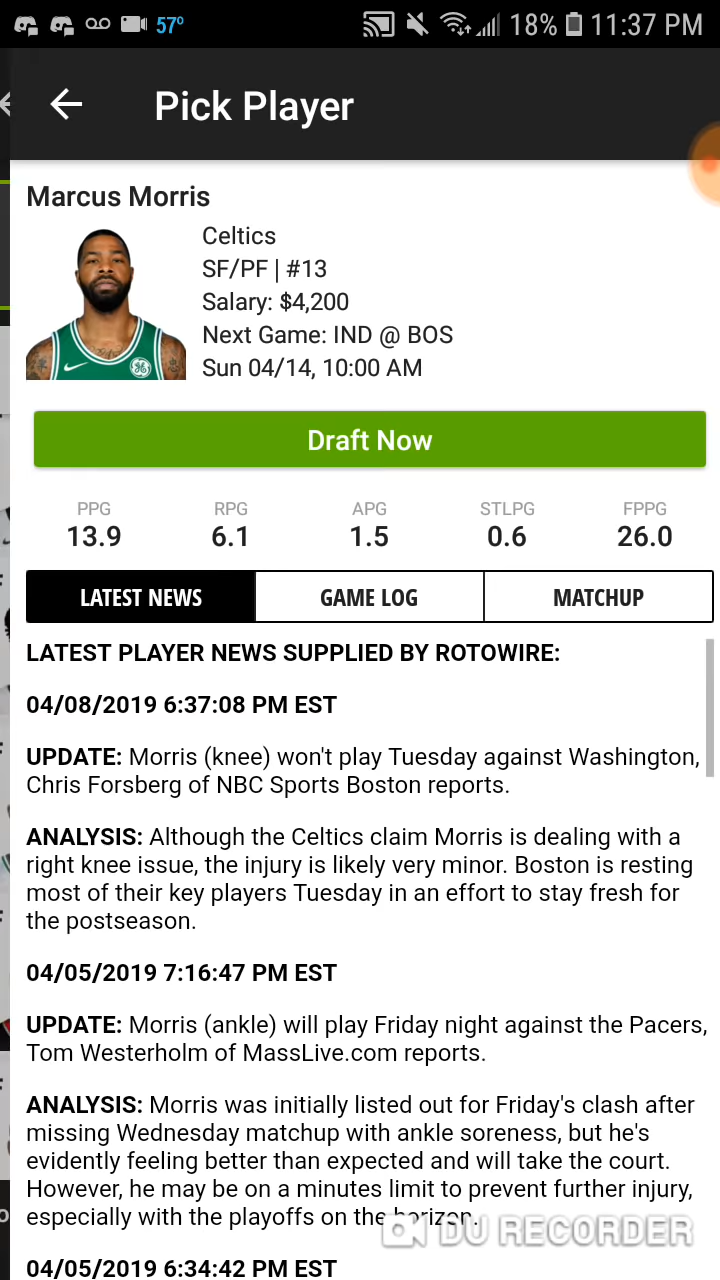 57°
18% 11:37 PM
Pick Player
Marcus Morris
Celtics
SF/PF | #13
Salary: $4,200
Next Game: IND @ BOS
Sun 04/14, 10:00 AM
Draft Now
PPG RPG APG STLPG FPPG
13.9 6.1 1.5 0.6 26.0
LATEST NEWS GAME LOG MATCHUP
LATEST PLAYER NEWS SUPPLIED BY ROTOWIRE:
04/08/2019 6:37:08 PM EST
UPDATE: Morris (knee) won't play Tuesday against Washington,
Chris Forsberg of NBC Sports Boston reports.
ANALYSIS: Although the Celtics claim Morris is dealing with a
right knee issue, the injury is likely very minor. Boston is resting
most of their key players Tuesday in an effort to stay fresh for
the postseason.
04/05/2019 7:16:47 PM EST
UPDATE: Morris (ankle) will play Friday night against the Pacers,
Tom Westerholm of MassLive.com reports.
ANALYSIS: Morris was initially listed out for Friday's clash after
missing Wednesday matchup with ankle soreness, but he's
evidently feeling better than expected and will take the court.
However, he may be on a minutes limit to prevent further injury,
especially with the playoffs on the horizon.
DU RECORDER
04/05/2019 6:34:42 PM EST